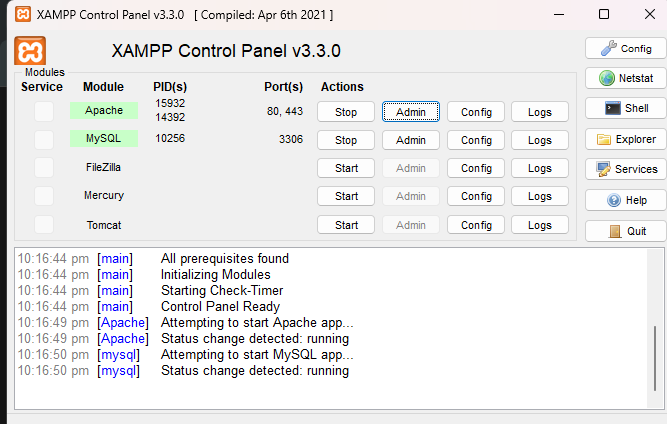 XAMPP Control Panel v3.3.0 [ Compiled: Apr 6th 2021 ]
XAMPP Control Panel v3.3.0
Config
Modules
Service Module PID(s) Port(s) Actions
Netstat
Apache 15932 14392 80, 443 Stop Admin Config Logs
Shell
MySQL 10256 3306 Stop Admin Config Logs
Explorer
FileZilla Start Admin Config Logs
Services
Mercury Start Admin Config Logs
Help
Tomcat Start Admin Config Logs
Quit
10:16:44 pm [main] All prerequisites found
10:16:44 pm [main] Initializing Modules
10:16:44 pm [main] Starting Check-Timer
10:16:44 pm [main] Control Panel Ready
10:16:49 pm [Apache] Attempting to start Apache app...
10:16:49 pm [Apache] Status change detected: running
10:16:50 pm [mysql] Attempting to start MySQL app...
10:16:50 pm [mysql] Status change detected: running